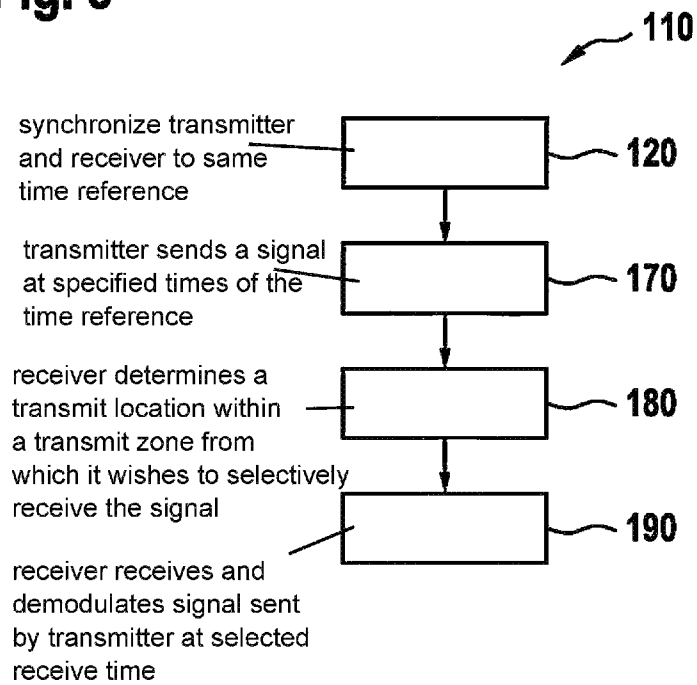 110
synchronize transmitter
and receiver to same
time reference
120
transmitter sends a signal
at specified times of the
time reference
170
receiver determines a
transmit location within
a transmit zone from
which it wishes to selectively
receive the signal
180
190
receiver receives and
demodulates signal sent
by transmitter at selected
receive time